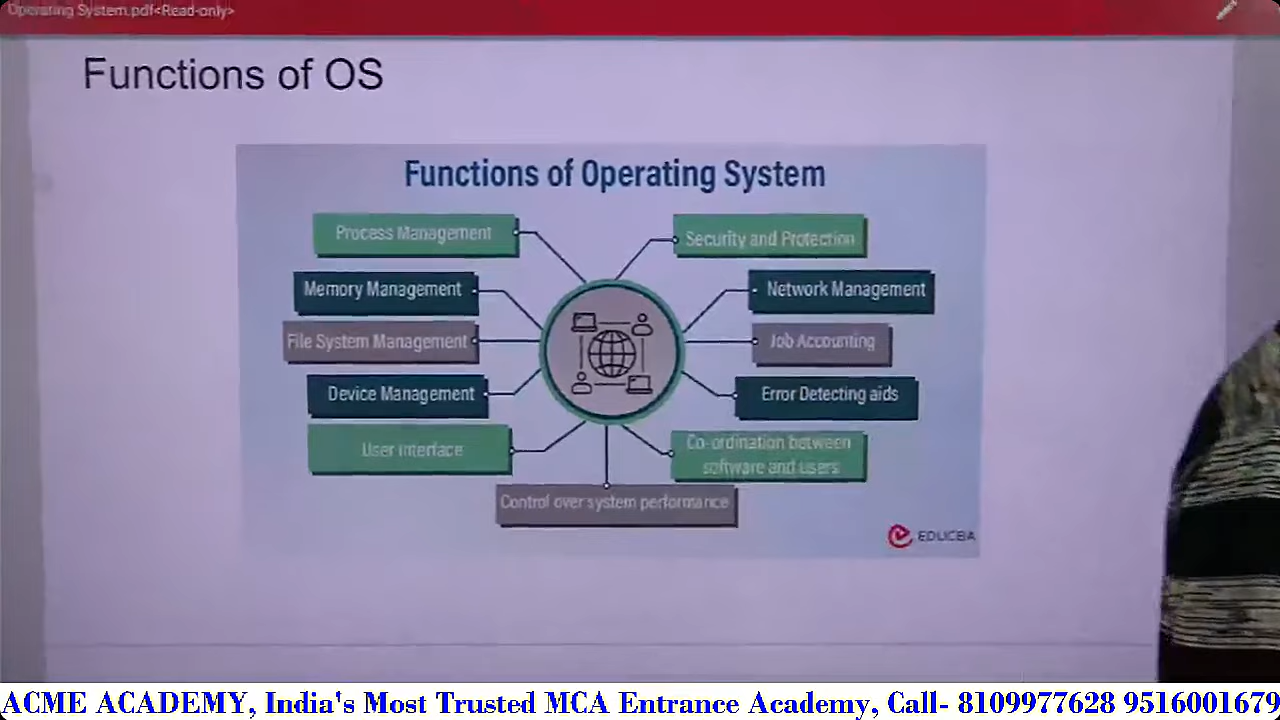 Operating System.pdf<Read-only>
Functions of OS
Functions of Operating System
Process Management
Memory Management
File System Management
Device Management
User interface
Security and Protection
Network Management
Job Accounting
Error Detecting aids
Co-ordination between
software and users
Control over system performance
EDUCBA
ACME ACADEMY, India's Most Trusted MCA Entrance Academy, Call- 8109977628 9516001679